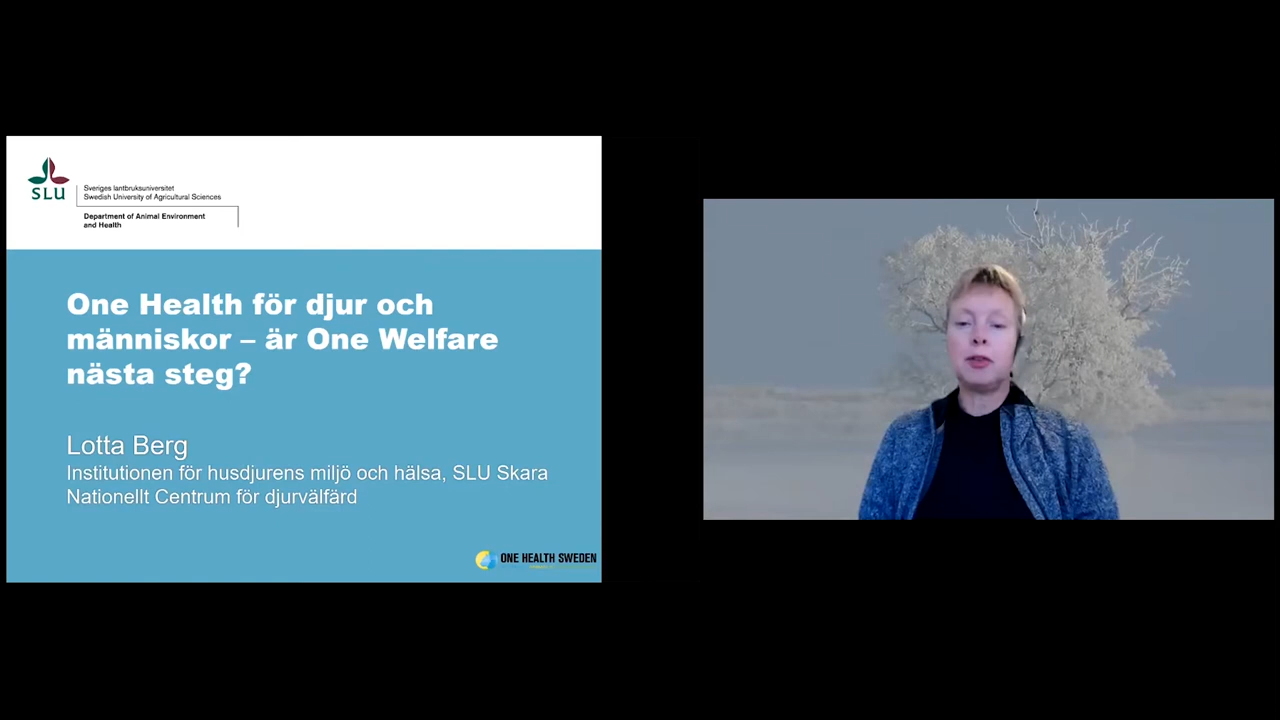 SLU
Sveriges lantbruksuniversitet
Swedish University of Agricultural Sciences
Department of Animal Environment
and Health
One Health för djur och
människor – är One Welfare
nästa steg?
Lotta Berg
Institutionen för husdjurens miljö och hälsa, SLU Skara
Nationellt Centrum för djurvälfärd
ONE HEALTH SWEDEN